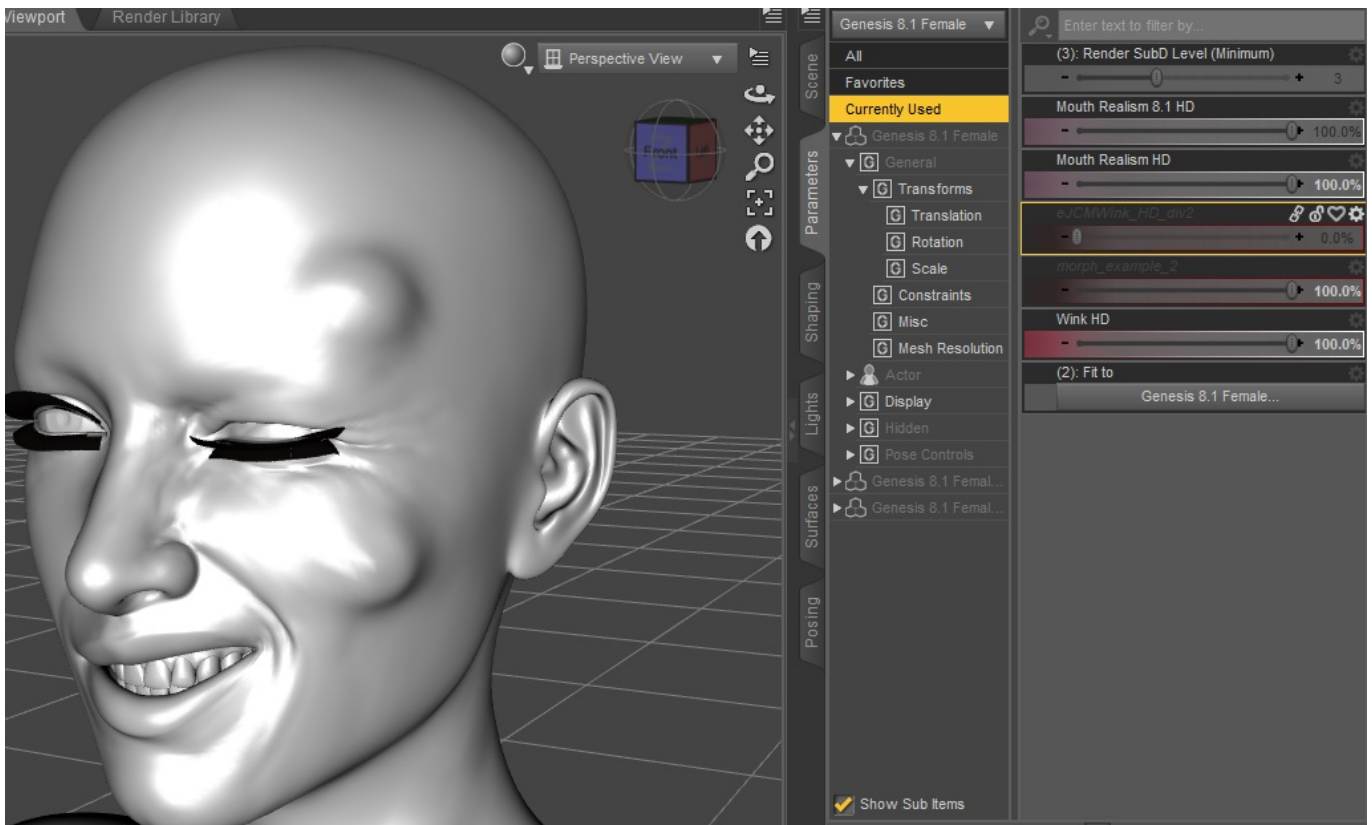 Viewport
Render Library
Perspective View
Front
Scene
Parameters
Shaping
Lights
Surfaces
Posing
Genesis 8.1 Female
All
Favorites
Currently Used
Genesis 8.1 Female
G General
G Transforms
G Translation
G Rotation
G Scale
G Constraints
G Misc
G Mesh Resolution
Actor
G Display
G Hidden
G Pose Controls
Genesis 8.1 Femal...
Genesis 8.1 Femal...
Show Sub Items
Enter text to filter by...
(3): Render SubD Level (Minimum)
- + 3
Mouth Realism 8.1 HD
- + 100.0%
Mouth Realism HD
- + 100.0%
eJCMWink_HD_div2
- + 0.0%
morph_example_2
- + 100.0%
Wink HD
- + 100.0%
(2): Fit to
Genesis 8.1 Female...